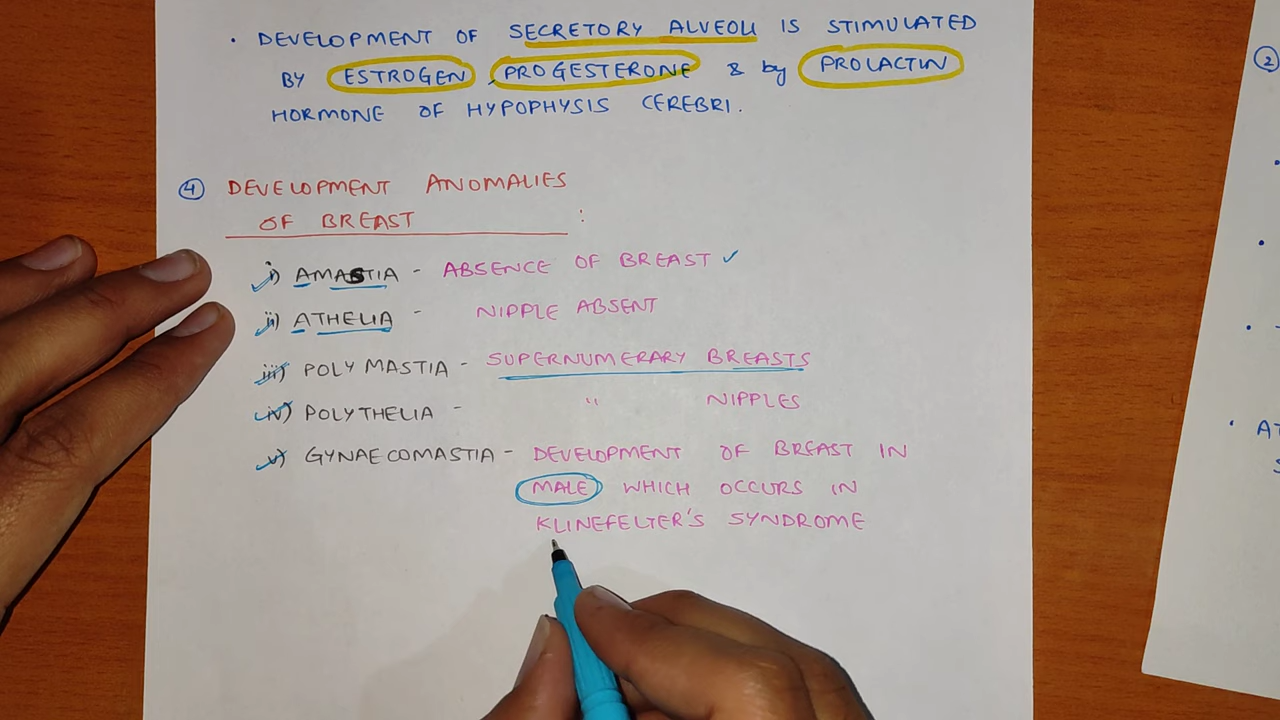 • DEVELOPMENT OF SECRETORY ALVEOLI IS STIMULATED
BY ESTROGEN, PROGESTERONE & by PROLACTIN
HORMONE OF HYPOPHYSIS CEREBRI.
④ DEVELOPMENT ANOMALIES
OF BREAST :
i) AMASTIA - ABSENCE OF BREAST ✓
ii) ATHELIA - NIPPLE ABSENT
iii) POLYMASTIA - SUPERNUMERARY BREASTS
iv) POLYTHELIA - " NIPPLES
v) GYNAECOMASTIA - DEVELOPMENT OF BREAST IN
MALE WHICH OCCURS IN
KLINEFELTER'S SYNDROME
②